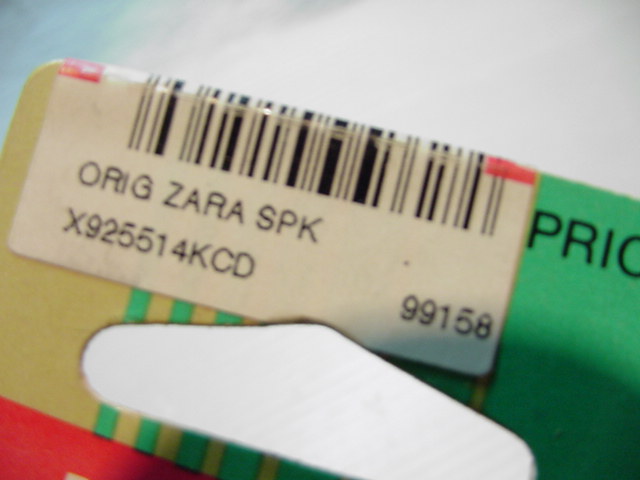 ORIG ZARA SPK
X925514KCD
99158
PRIC